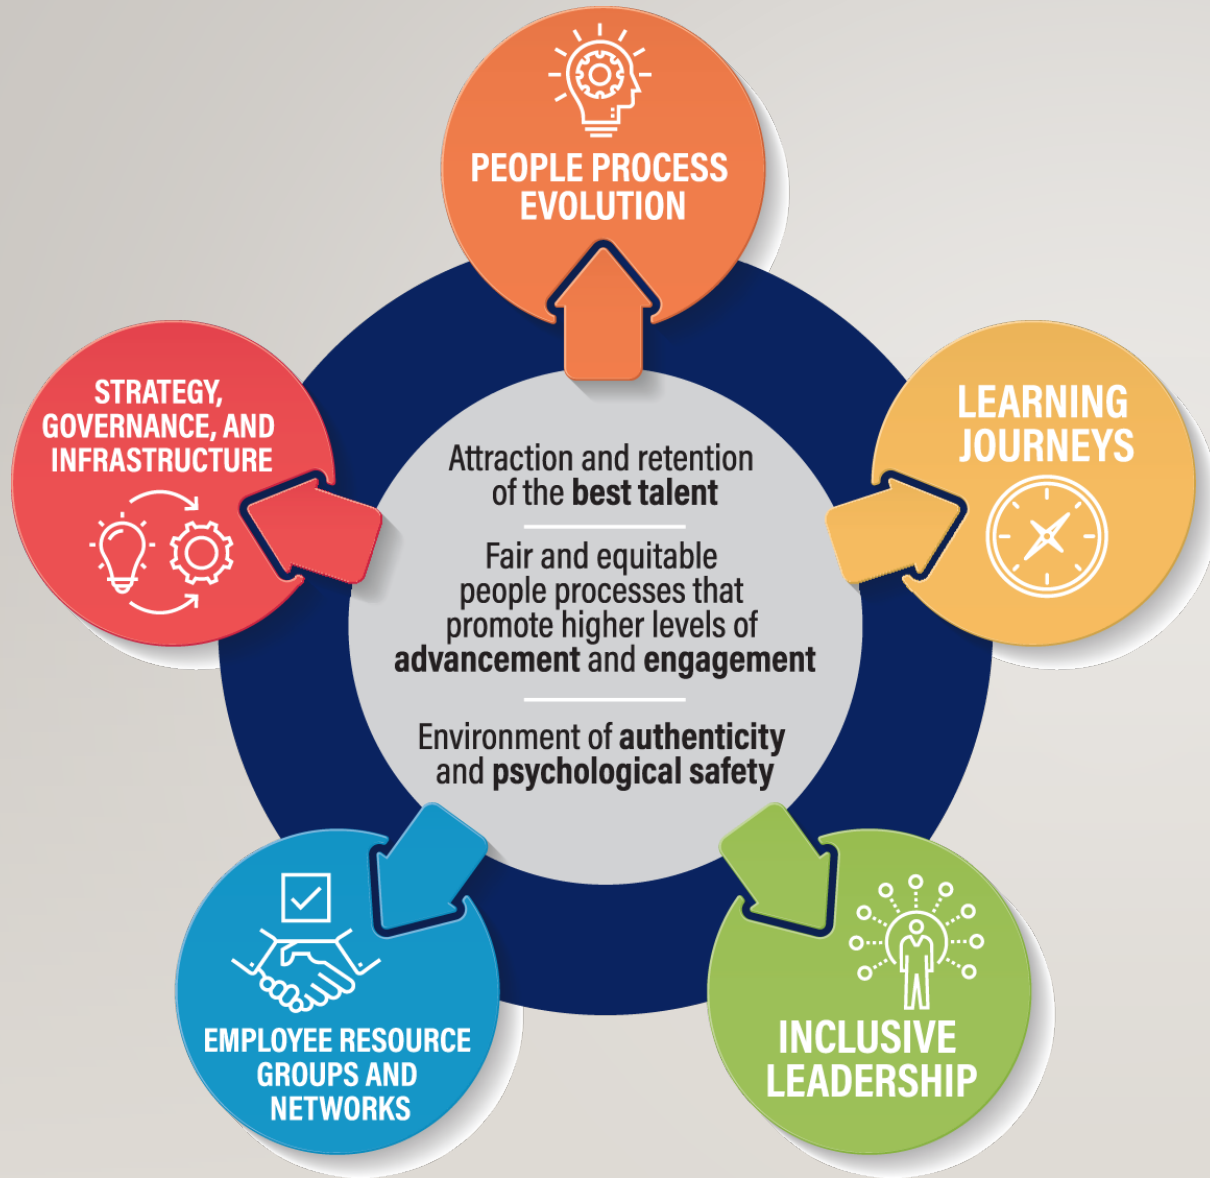 PEOPLE PROCESS
EVOLUTION
STRATEGY,
GOVERNANCE, AND
INFRASTRUCTURE
LEARNING
JOURNEYS
Attraction and retention
of the best talent
Fair and equitable
people processes that
promote higher levels of
advancement and engagement
Environment of authenticity
and psychological safety
EMPLOYEE RESOURCE
GROUPS AND
NETWORKS
INCLUSIVE
LEADERSHIP